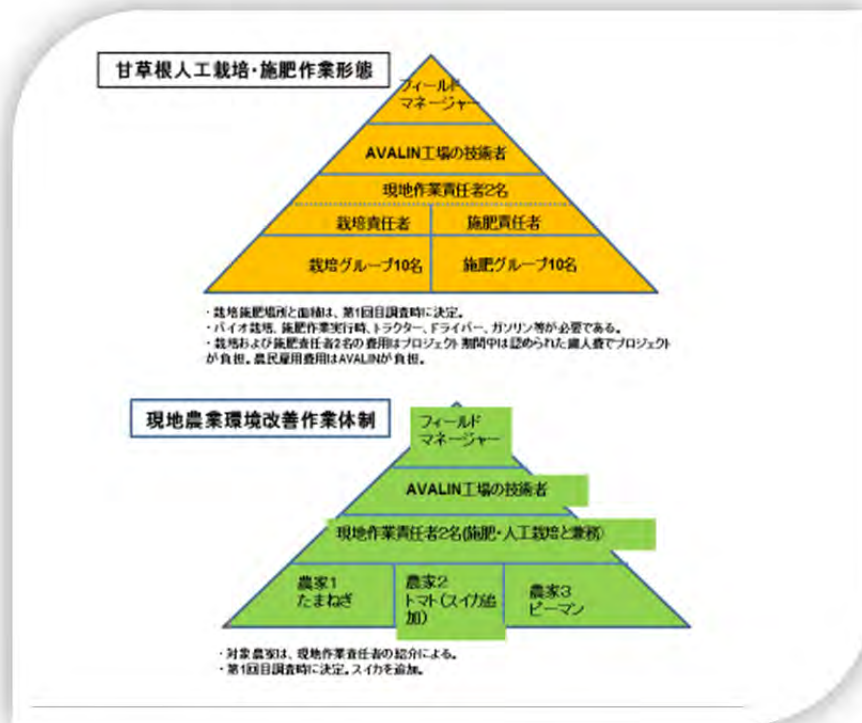 甘草根人工栽培・施肥作業形態
フィールド
マネージャー
AVALIN工場の技術者
現地作業責任者2名
栽培責任者
施肥責任者
栽培グループ10名
施肥グループ10名
・栽培施肥場所と面積は、第1回目調査時に決定。
・バイオ栽培、施肥作業実行時、トラクター、ドライバー、ガソリン等が必要である。
・栽培および施肥責任者2名の費用はプロジェクト期間中は認められた傭人費でプロジェクト
が負担。農民雇用費用はAVALINが負担。
現地農業環境改善作業体制
フィールド
マネージャー
AVALIN工場の技術者
現地作業責任者2名(施肥・人工栽培と兼務)
農家1
たまねぎ
農家2
トマト(スイカ追
加)
農家3
ピーマン
・対象農家は、現地作業責任者の紹介による。
・第1回目調査時に決定。スイカを追加。